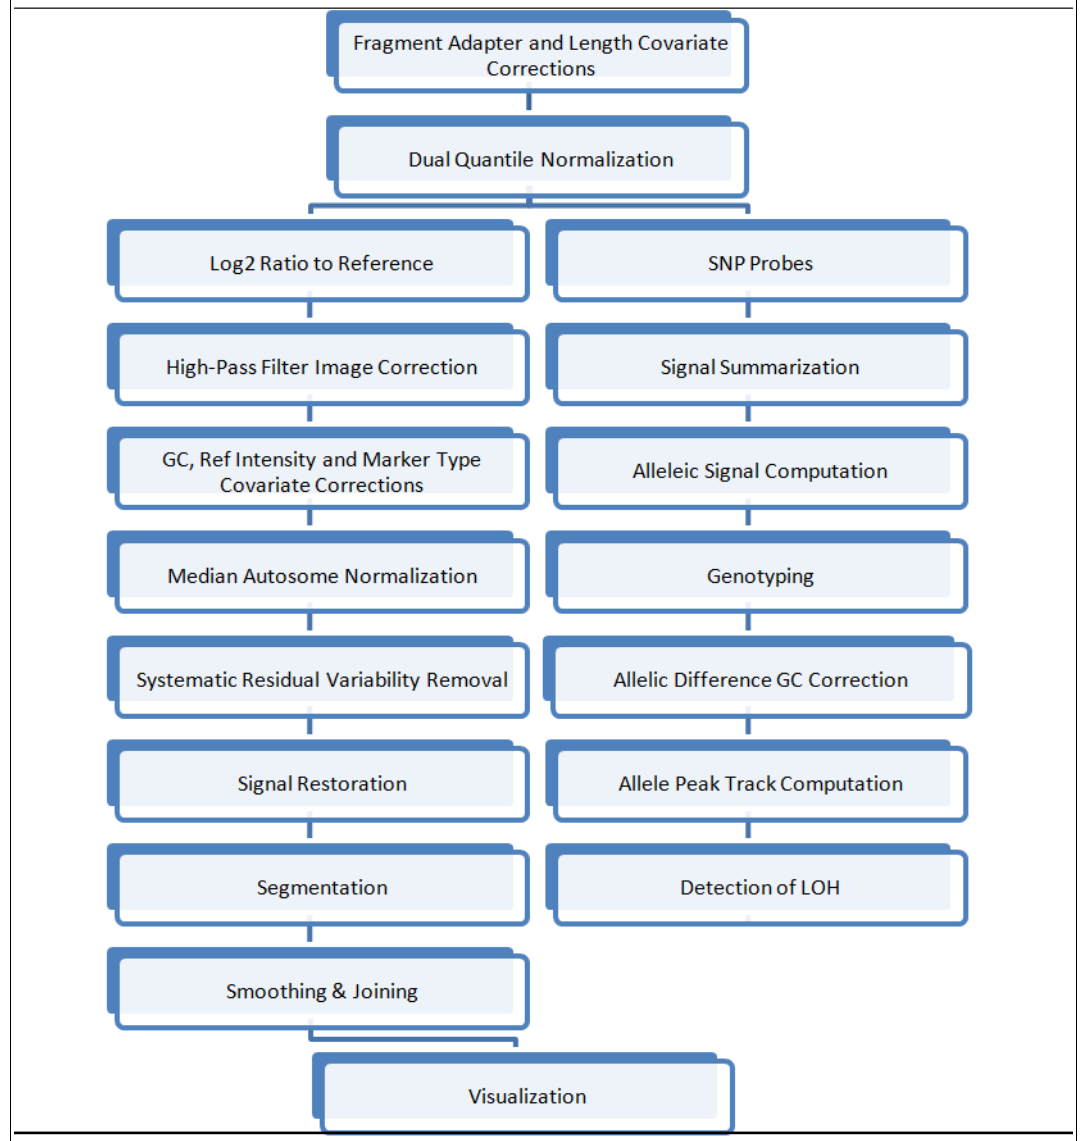 Fragment Adapter and Length Covariate
Corrections
Dual Quantile Normalization
Log2 Ratio to Reference
SNP Probes
High-Pass Filter Image Correction
Signal Summarization
GC, Ref Intensity and Marker Type
Covariate Corrections
Alleleic Signal Computation
Median Autosome Normalization
Genotyping
Systematic Residual Variability Removal
Allelic Difference GC Correction
Signal Restoration
Allele Peak Track Computation
Segmentation
Detection of LOH
Smoothing & Joining
Visualization